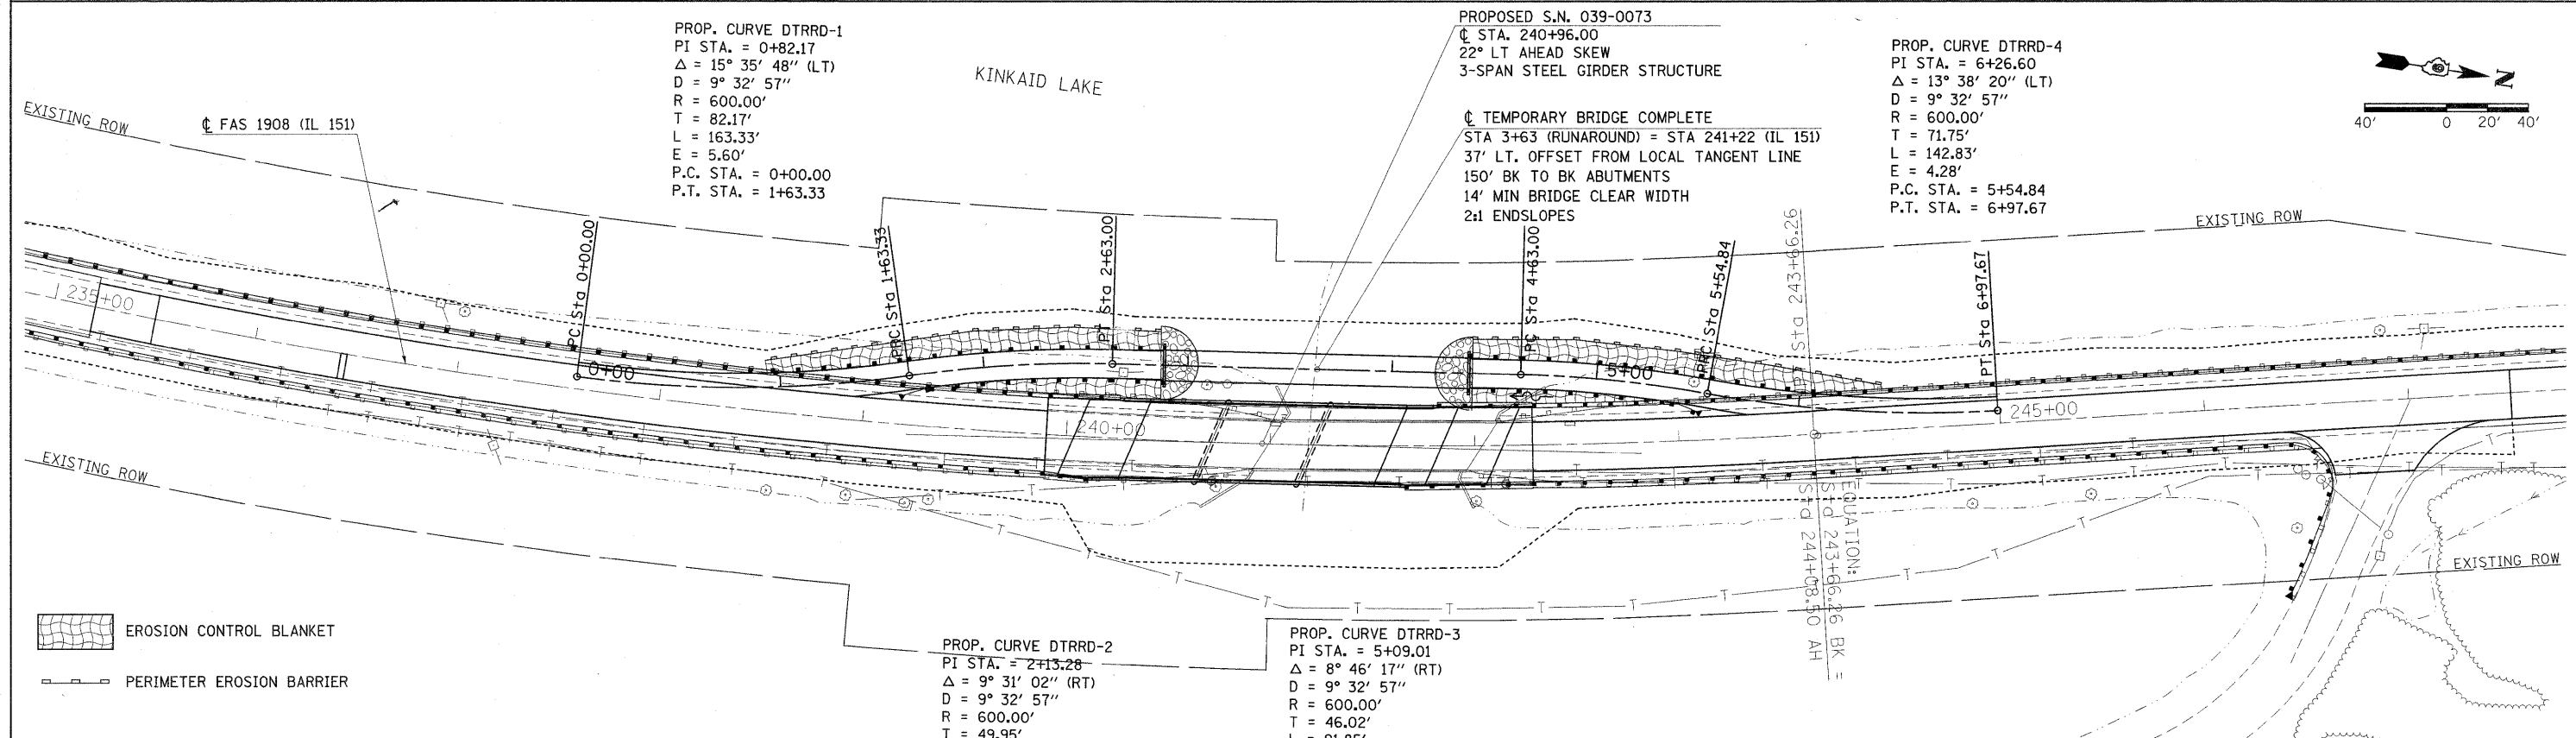 PROP. CURVE DTRRD-1
PI STA. = 0+82.17
Δ = 15° 35' 48" (LT)
D = 9° 32' 57"
R = 600.00'
T = 82.17'
L = 163.33'
E = 5.60'
P.C. STA. = 0+00.00
P.T. STA. = 1+63.33
KINKAID LAKE
PROPOSED S.N. 039-0073
℄ STA. 240+96.00
22° LT AHEAD SKEW
3-SPAN STEEL GIRDER STRUCTURE
℄ TEMPORARY BRIDGE COMPLETE
STA 3+63 (RUNAROUND) = STA 241+22 (IL 151)
37' LT. OFFSET FROM LOCAL TANGENT LINE
150' BK TO BK ABUTMENTS
14' MIN BRIDGE CLEAR WIDTH
2:1 ENDSLOPES
PROP. CURVE DTRRD-4
PI STA. = 6+26.60
Δ = 13° 38' 20" (LT)
D = 9° 32' 57"
R = 600.00'
T = 71.75'
L = 142.83'
E = 4.28'
P.C. STA. = 5+54.84
P.T. STA. = 6+97.67
N
40' 0 20' 40'
EXISTING ROW
℄ FAS 1908 (IL 151)
EXISTING ROW
PC Sta 0+00.00
PRC Sta 1+63.33
PT Sta 2+63.00
PC Sta 4+63.00
PRC Sta 5+54.84
Sta 243+66.26
PT Sta 6+97.67
235+00
0+00
5+00
240+00
245+00
EXISTING ROW
EQUATION:
Sta 243+66.26 BK =
Sta 244+08.50 AH
EXISTING ROW
EROSION CONTROL BLANKET
PERIMETER EROSION BARRIER
PROP. CURVE DTRRD-2
PI STA. = 2+13.28
Δ = 9° 31' 02" (RT)
D = 9° 32' 57"
R = 600.00'
T = 49.95'
PROP. CURVE DTRRD-3
PI STA. = 5+09.01
Δ = 8° 46' 17" (RT)
D = 9° 32' 57"
R = 600.00'
T = 46.02'